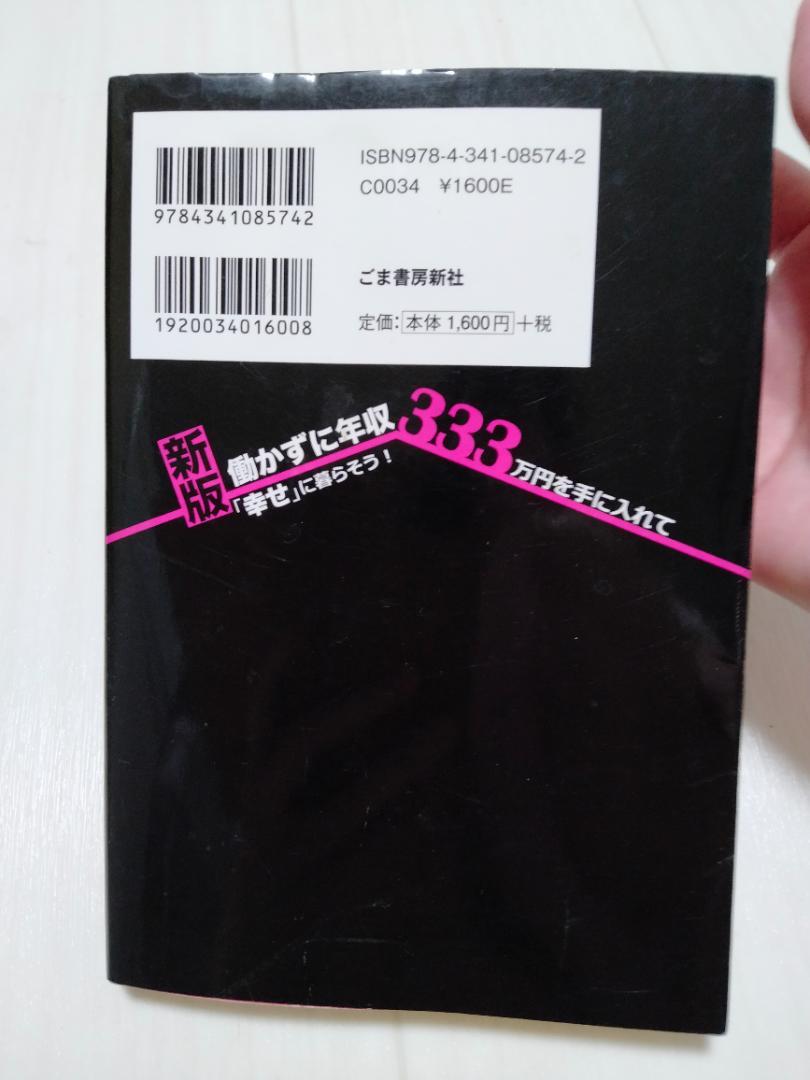 ISBN978-4-341-08574-2
C0034 ¥1600E
9784341085742
ごま書房新社
1920034016008
定価：本体 1,600円＋税
新版
働かずに年収333万円を手に入れて
「幸せ」に暮らそう！